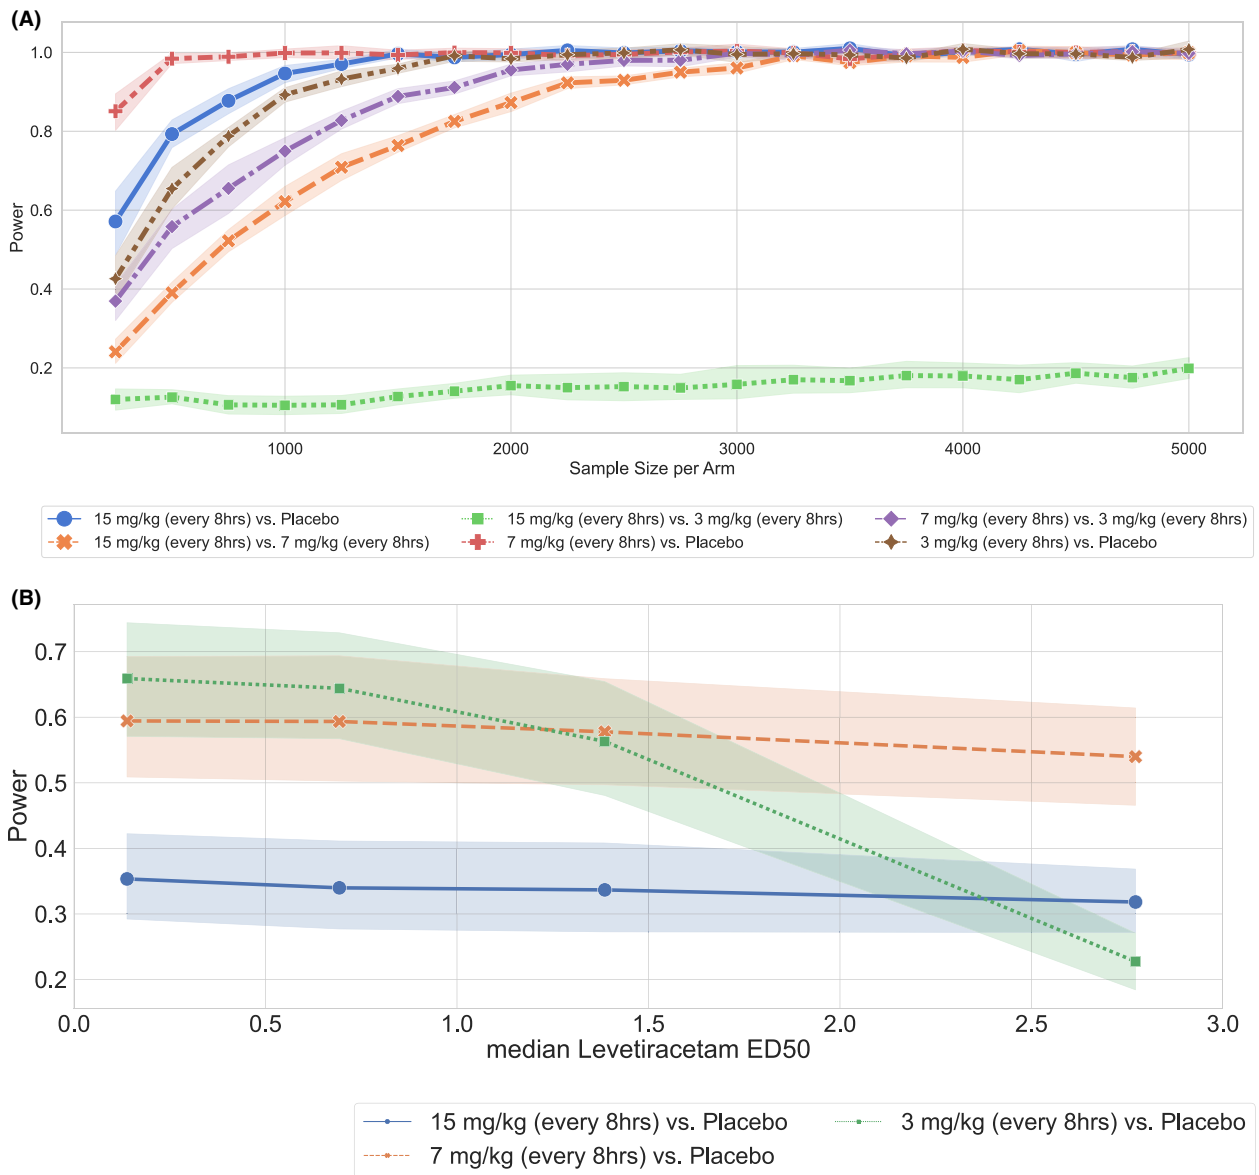 (A)
1.0
0.8
0.6
0.4
0.2
Power
1000
2000
3000
4000
5000
Sample Size per Arm
15 mg/kg (every 8hrs) vs. Placebo
15 mg/kg (every 8hrs) vs. 3 mg/kg (every 8hrs)
7 mg/kg (every 8hrs) vs. 3 mg/kg (every 8hrs)
15 mg/kg (every 8hrs) vs. 7 mg/kg (every 8hrs)
7 mg/kg (every 8hrs) vs. Placebo
3 mg/kg (every 8hrs) vs. Placebo
(B)
0.7
0.6
0.5
0.4
0.3
0.2
Power
0.0
0.5
1.0
1.5
2.0
2.5
3.0
median Levetiracetam ED50
15 mg/kg (every 8hrs) vs. Placebo
3 mg/kg (every 8hrs) vs. Placebo
7 mg/kg (every 8hrs) vs. Placebo